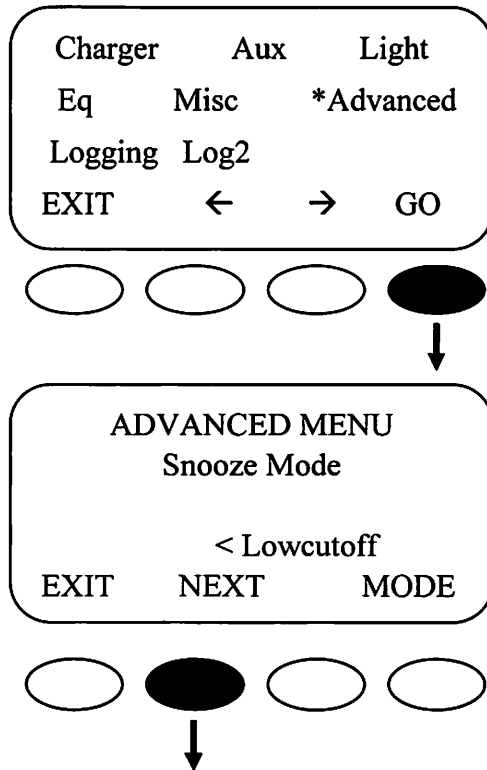 Charger Aux Light
Eq Misc *Advanced
Logging Log2
EXIT ← → GO
ADVANCED MENU
Snooze Mode
< Lowcutoff
EXIT NEXT MODE